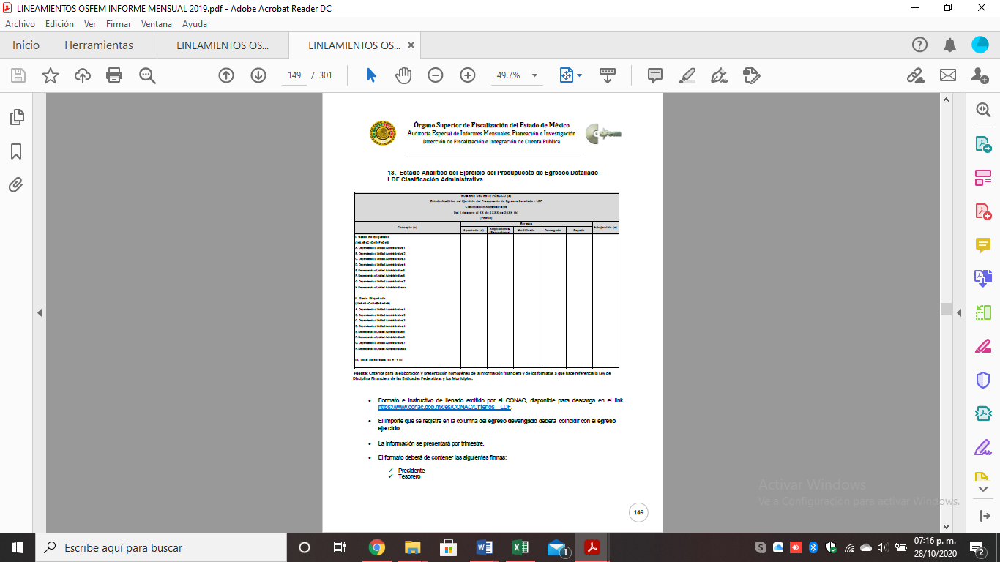 LINEAMIENTOS OSFEM INFORME MENSUAL 2019.pdf - Adobe Acrobat Reader DC
Archivo Edición Ver Firmar Ventana Ayuda
Inicio Herramientas LINEAMIENTOS OS... LINEAMIENTOS OS...
149 / 301 49.7%
Órgano Superior de Fiscalización del Estado de México
Auditoría Especial de Informes Mensuales, Planeación e Investigación
Dirección de Fiscalización e Integración de Cuenta Pública
13. Estado Analítico del Ejercicio del Presupuesto de Egresos Detallado-
LDF Clasificación Administrativa
NOMBRE DEL ENTE PÚBLICO (a)
Estado Analítico del Ejercicio del Presupuesto de Egresos Detallado - LDF
Clasificación Administrativa
Del 1 de enero al XX de XXXX de 20XN (b)
(PESOS)
Egresos
Concepto (c) Subejercicio (e)
Aprobado (d) Ampliaciones/ (Reducciones) Modificado Devengado Pagado
I. Gasto No Etiquetado
(I=A+B+C+D+E+F+G+H)
A. Dependencia o Unidad Administrativa 1
B. Dependencia o Unidad Administrativa 2
C. Dependencia o Unidad Administrativa 3
D. Dependencia o Unidad Administrativa 4
E. Dependencia o Unidad Administrativa 5
F. Dependencia o Unidad Administrativa 6
G. Dependencia o Unidad Administrativa 7
H. Dependencia o Unidad Administrativa xx
II. Gasto Etiquetado
(II=A+B+C+D+E+F+G+H)
A. Dependencia o Unidad Administrativa 1
B. Dependencia o Unidad Administrativa 2
C. Dependencia o Unidad Administrativa 3
D. Dependencia o Unidad Administrativa 4
E. Dependencia o Unidad Administrativa 5
F. Dependencia o Unidad Administrativa 6
G. Dependencia o Unidad Administrativa 7
H. Dependencia o Unidad Administrativa xx
III. Total de Egresos (III = I + II)
Fuente: Criterios para la elaboración y presentación homogénea de la información financiera y de los formatos a que hace referencia la Ley de
Disciplina Financiera de las Entidades Federativas y los Municipios.
• Formato e instructivo de llenado emitido por el CONAC, disponible para descarga en el link
https://www.conac.gob.mx/es/CONAC/Criterios__LDF.
• El importe que se registre en la columna del egreso devengado deberá coincidir con el egreso
ejercido.
• La información se presentará por trimestre.
• El formato deberá de contener las siguientes firmas:
✓ Presidente
✓ Tesorero
149
Activar Windows
Ve a Configuración para activar Windows.
Escribe aquí para buscar
1
07:16 p. m.
28/10/2020
2